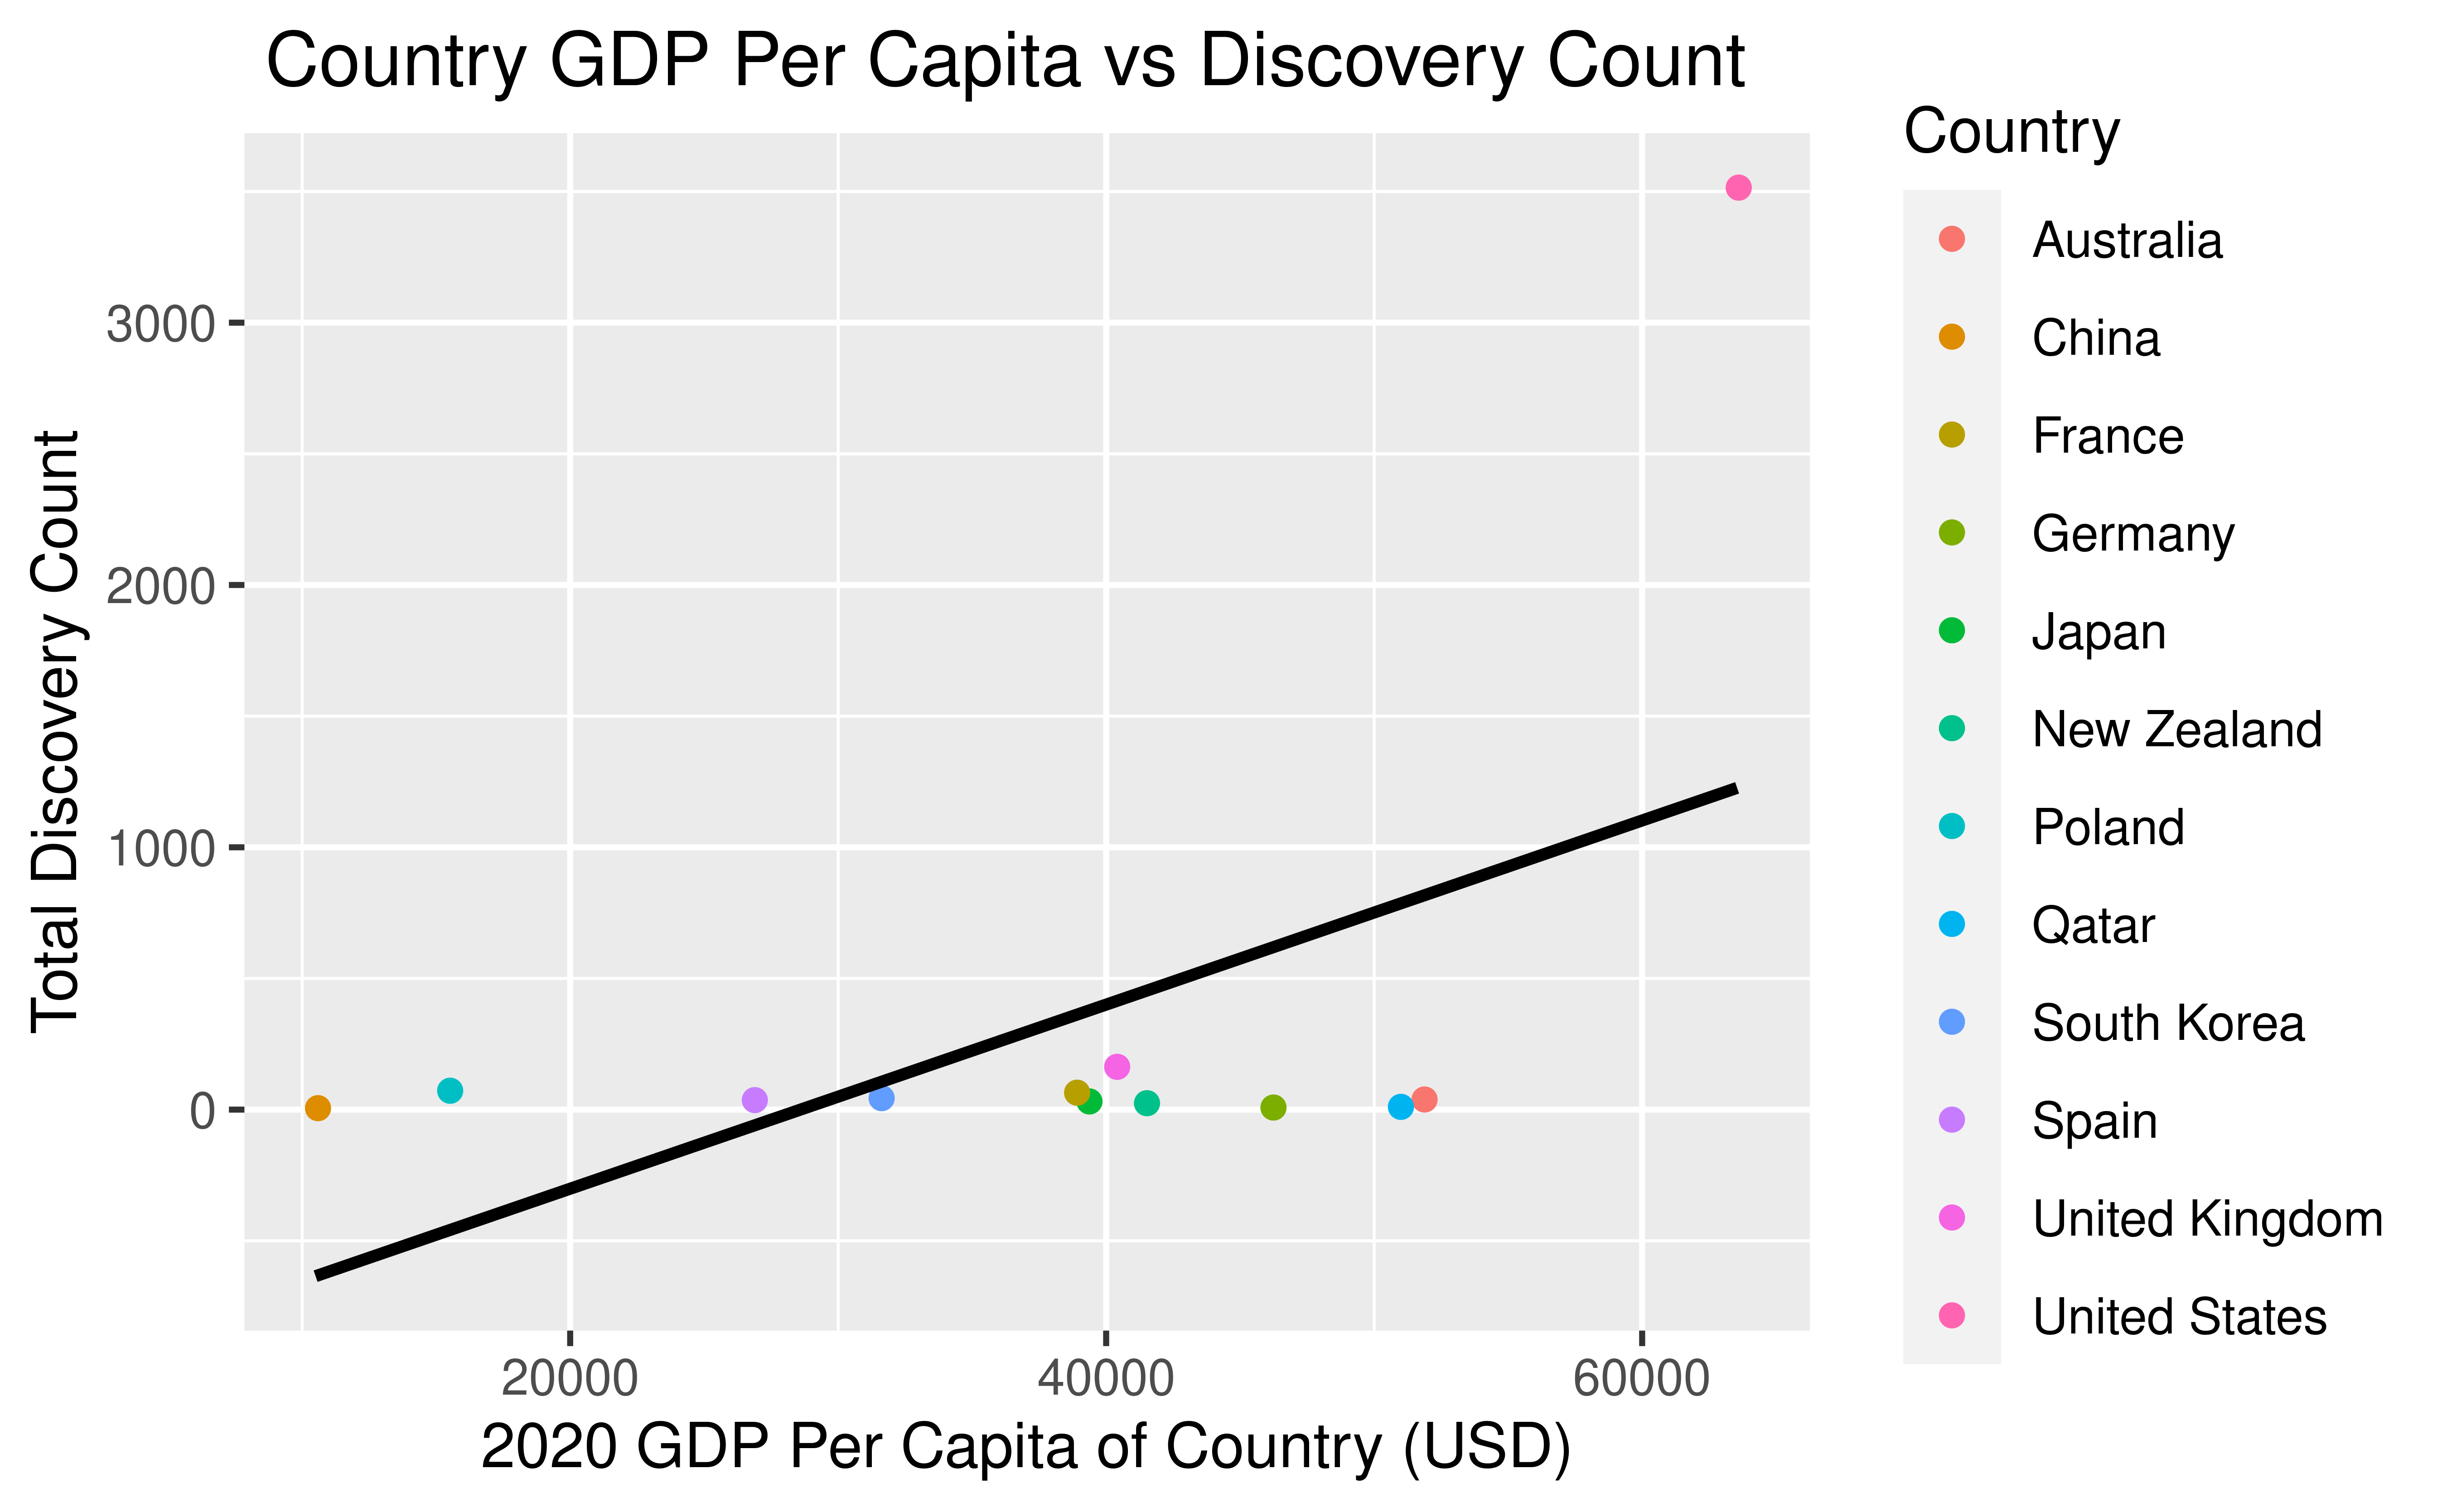 Country GDP Per Capita vs Discovery Count
Total Discovery Count
3000
2000
1000
0
20000
40000
60000
2020 GDP Per Capita of Country (USD)
Country
Australia
China
France
Germany
Japan
New Zealand
Poland
Qatar
South Korea
Spain
United Kingdom
United States